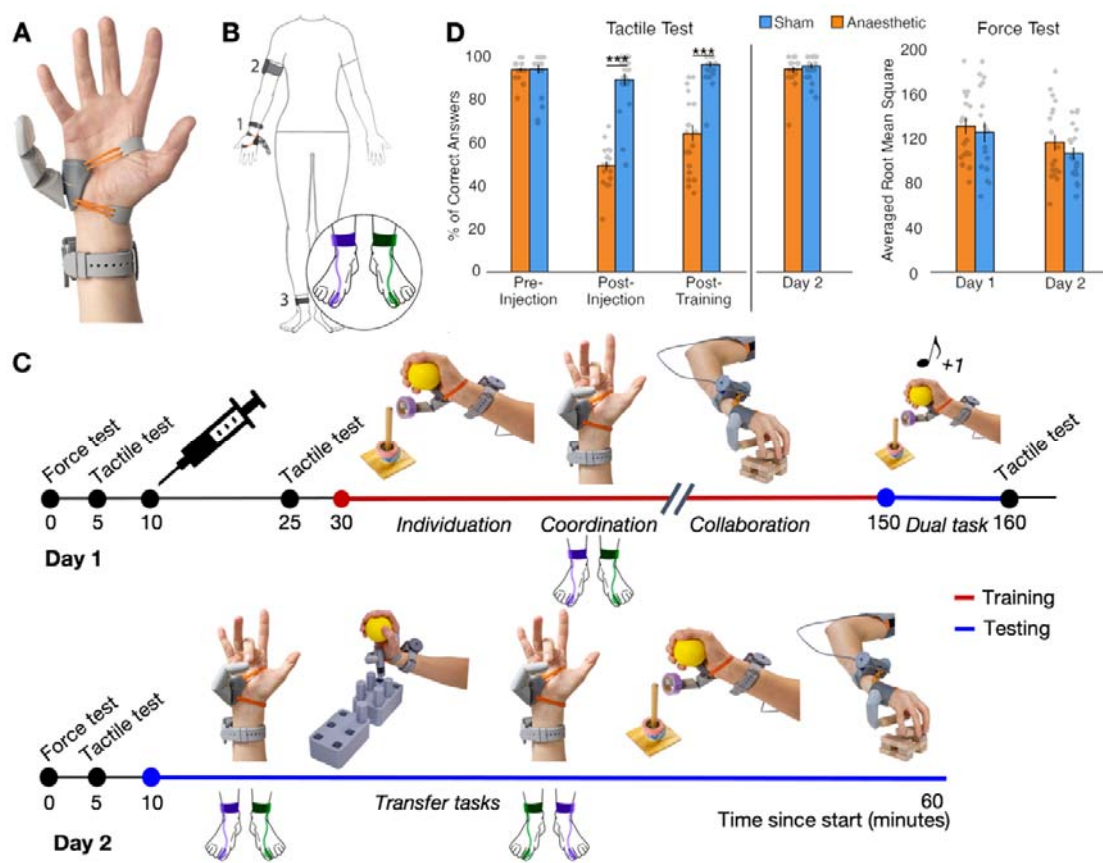 A
B
2
1
3
D
Tactile Test
Sham
Anaesthetic
Force Test
% of Correct Answers
100
80
60
40
20
0
***
***
Pre-
Injection
Post-
Injection
Post-
Training
Day 2
Averaged Root Mean Square
200
160
120
80
40
0
Day 1
Day 2
C
Force test
Tactile test
Tactile test
+1
Tactile test
0
5
10
25
30
Individuation
Coordination
Collaboration
150
Dual task
160
Day 1
Training
Testing
Force test
Tactile test
0
5
10
Transfer tasks
60
Day 2
Time since start (minutes)